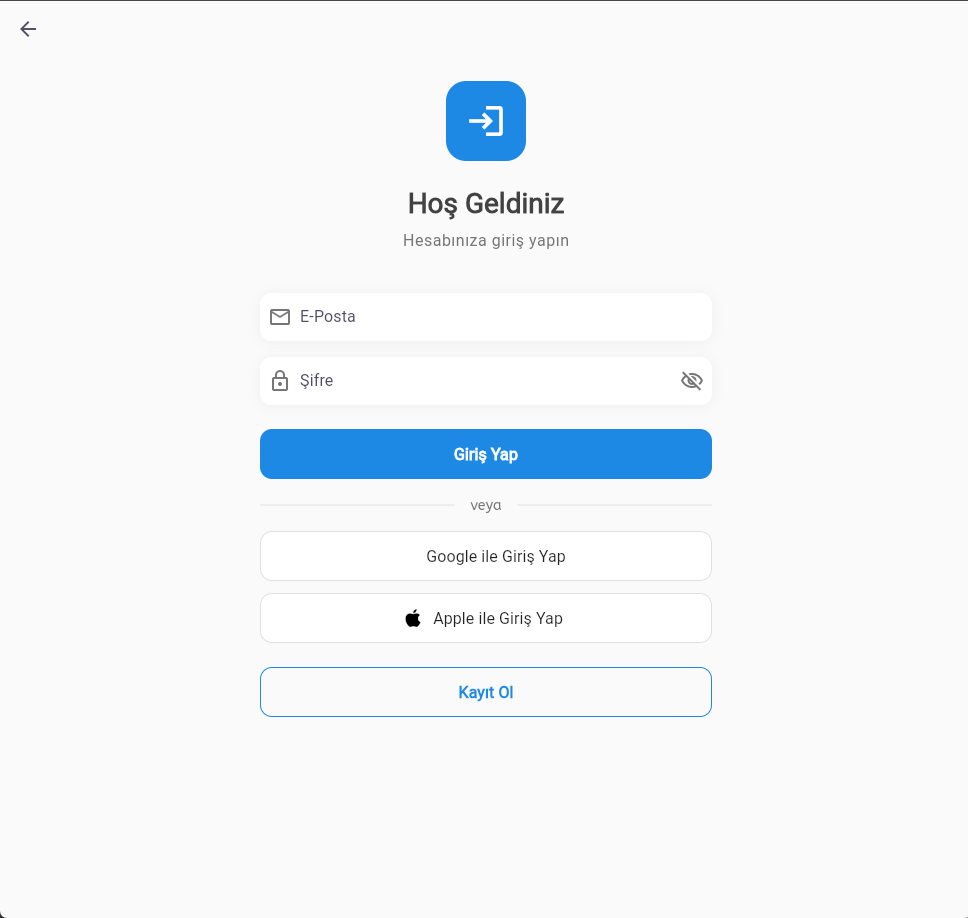 Hoş Geldiniz
Hesabınıza giriş yapın
E-Posta
Şifre
Giriş Yap
veya
Google ile Giriş Yap
Apple ile Giriş Yap
Kayıt Ol